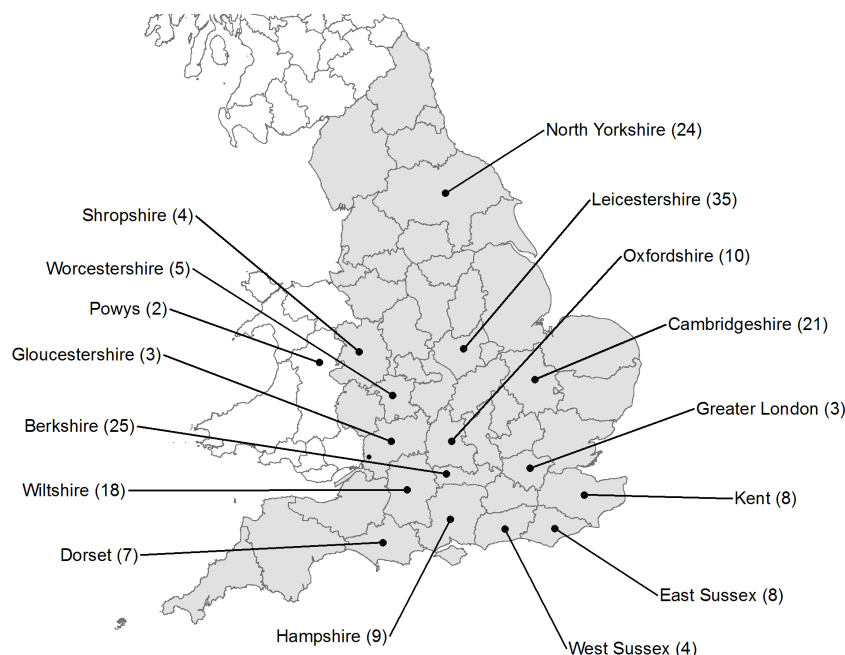 North Yorkshire (24)
Leicestershire (35)
Shropshire (4)
Oxfordshire (10)
Worcestershire (5)
Powys (2)
Cambridgeshire (21)
Gloucestershire (3)
Greater London (3)
Berkshire (25)
Wiltshire (18)
Kent (8)
Dorset (7)
East Sussex (8)
Hampshire (9)
West Sussex (4)